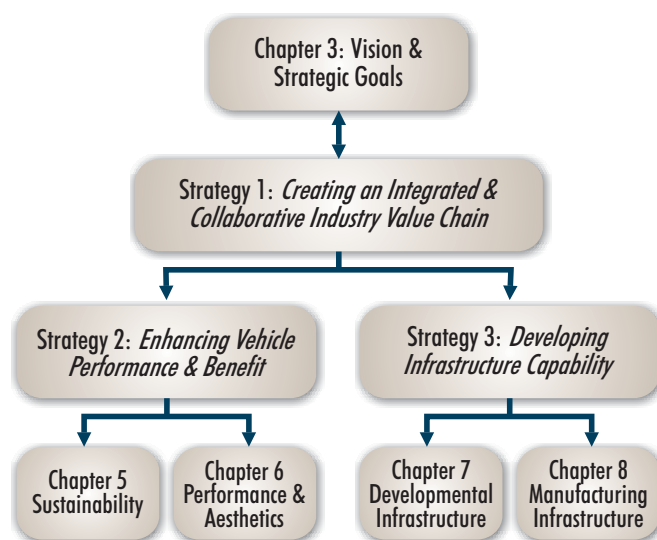 Chapter 3: Vision &
Strategic Goals
Strategy 1: Creating an Integrated &
Collaborative Industry Value Chain
Strategy 2: Enhancing Vehicle
Performance & Benefit
Strategy 3: Developing
Infrastructure Capability
Chapter 5
Sustainability
Chapter 6
Performance &
Aesthetics
Chapter 7
Developmental
Infrastructure
Chapter 8
Manufacturing
Infrastructure